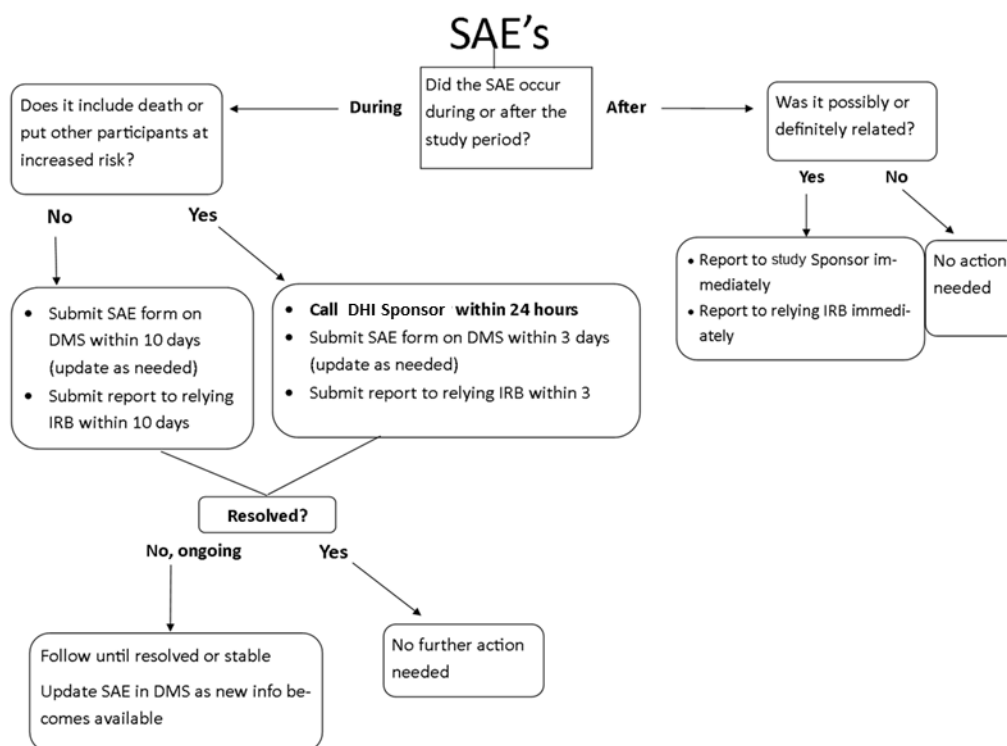 SAE's
Did the SAE occur
during or after the
study period?
During
After
Does it include death or
put other participants at
increased risk?
Was it possibly or
definitely related?
No
Yes
Yes
No
• Submit SAE form on
DMS within 10 days
(update as needed)
• Submit report to relying
IRB within 10 days
• Call DHI Sponsor within 24 hours
• Submit SAE form on DMS within 3 days
(update as needed)
• Submit report to relying IRB within 3
• Report to study Sponsor im-
mediately
• Report to relying IRB immedi-
ately
No action
needed
Resolved?
No, ongoing
Yes
Follow until resolved or stable
Update SAE in DMS as new info be-
comes available
No further action
needed